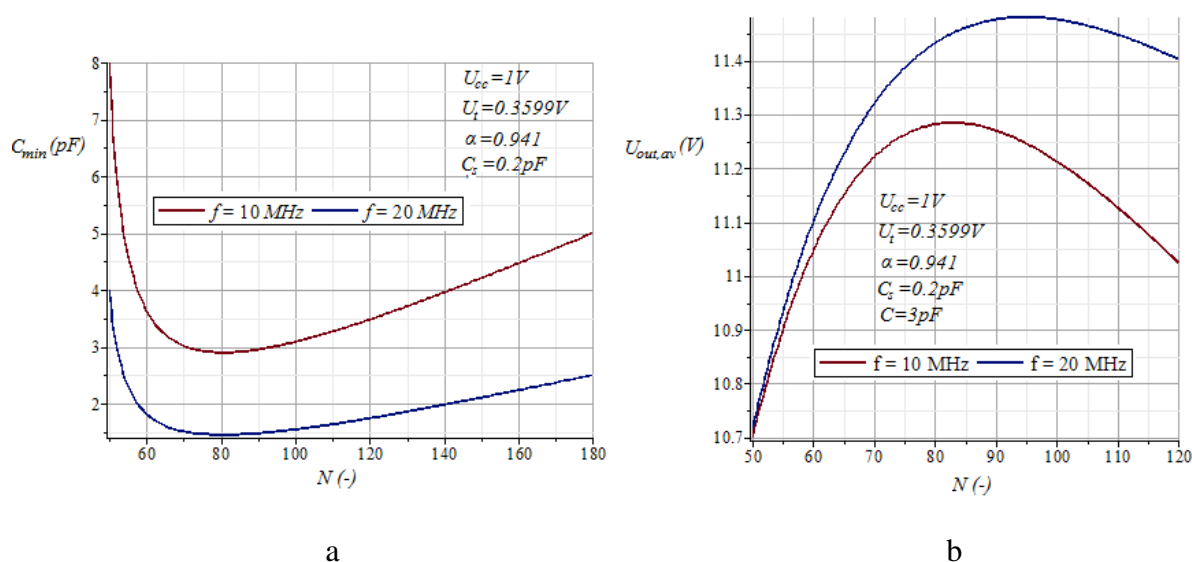 8
7
6
5
4
3
2
C_min (pF)
U_cc=1V
U_t=0.3599V
α=0.941
C_s=0.2pF
f = 10 MHz f = 20 MHz
60 80 100 120 140 160 180
N (-)
a
11.4
11.3
11.2
11.1
11
10.9
10.8
10.7
U_out,av (V)
U_cc=1V
U_t=0.3599V
α=0.941
C_s=0.2pF
C=3pF
f = 10 MHz f = 20 MHz
50 60 70 80 90 100 110 120
N (-)
b